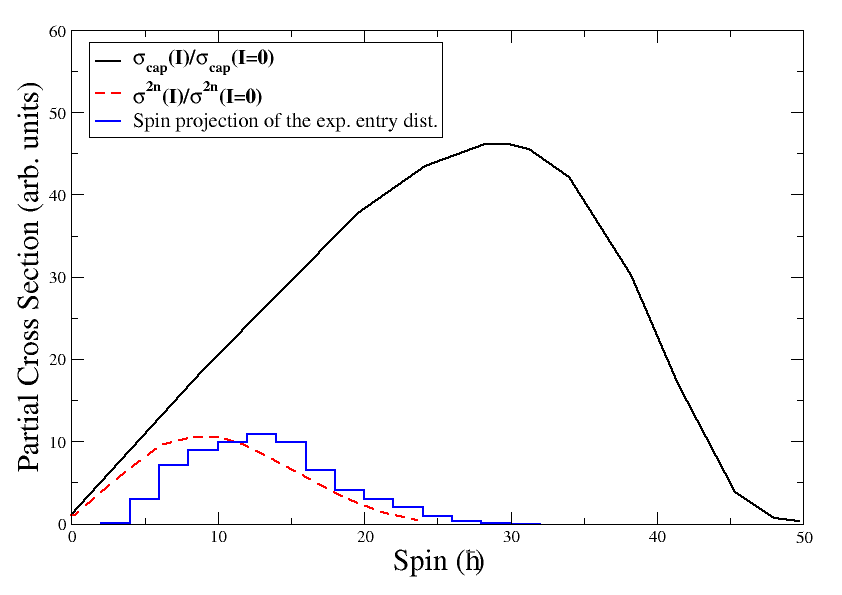 60
50
40
30
20
10
0
Partial Cross Section (arb. units)
σcap(I)/σcap(I=0)
σ2n(I)/σ2n(I=0)
Spin projection of the exp. entry dist.
0 10 20 30 40 50
Spin (ħ)